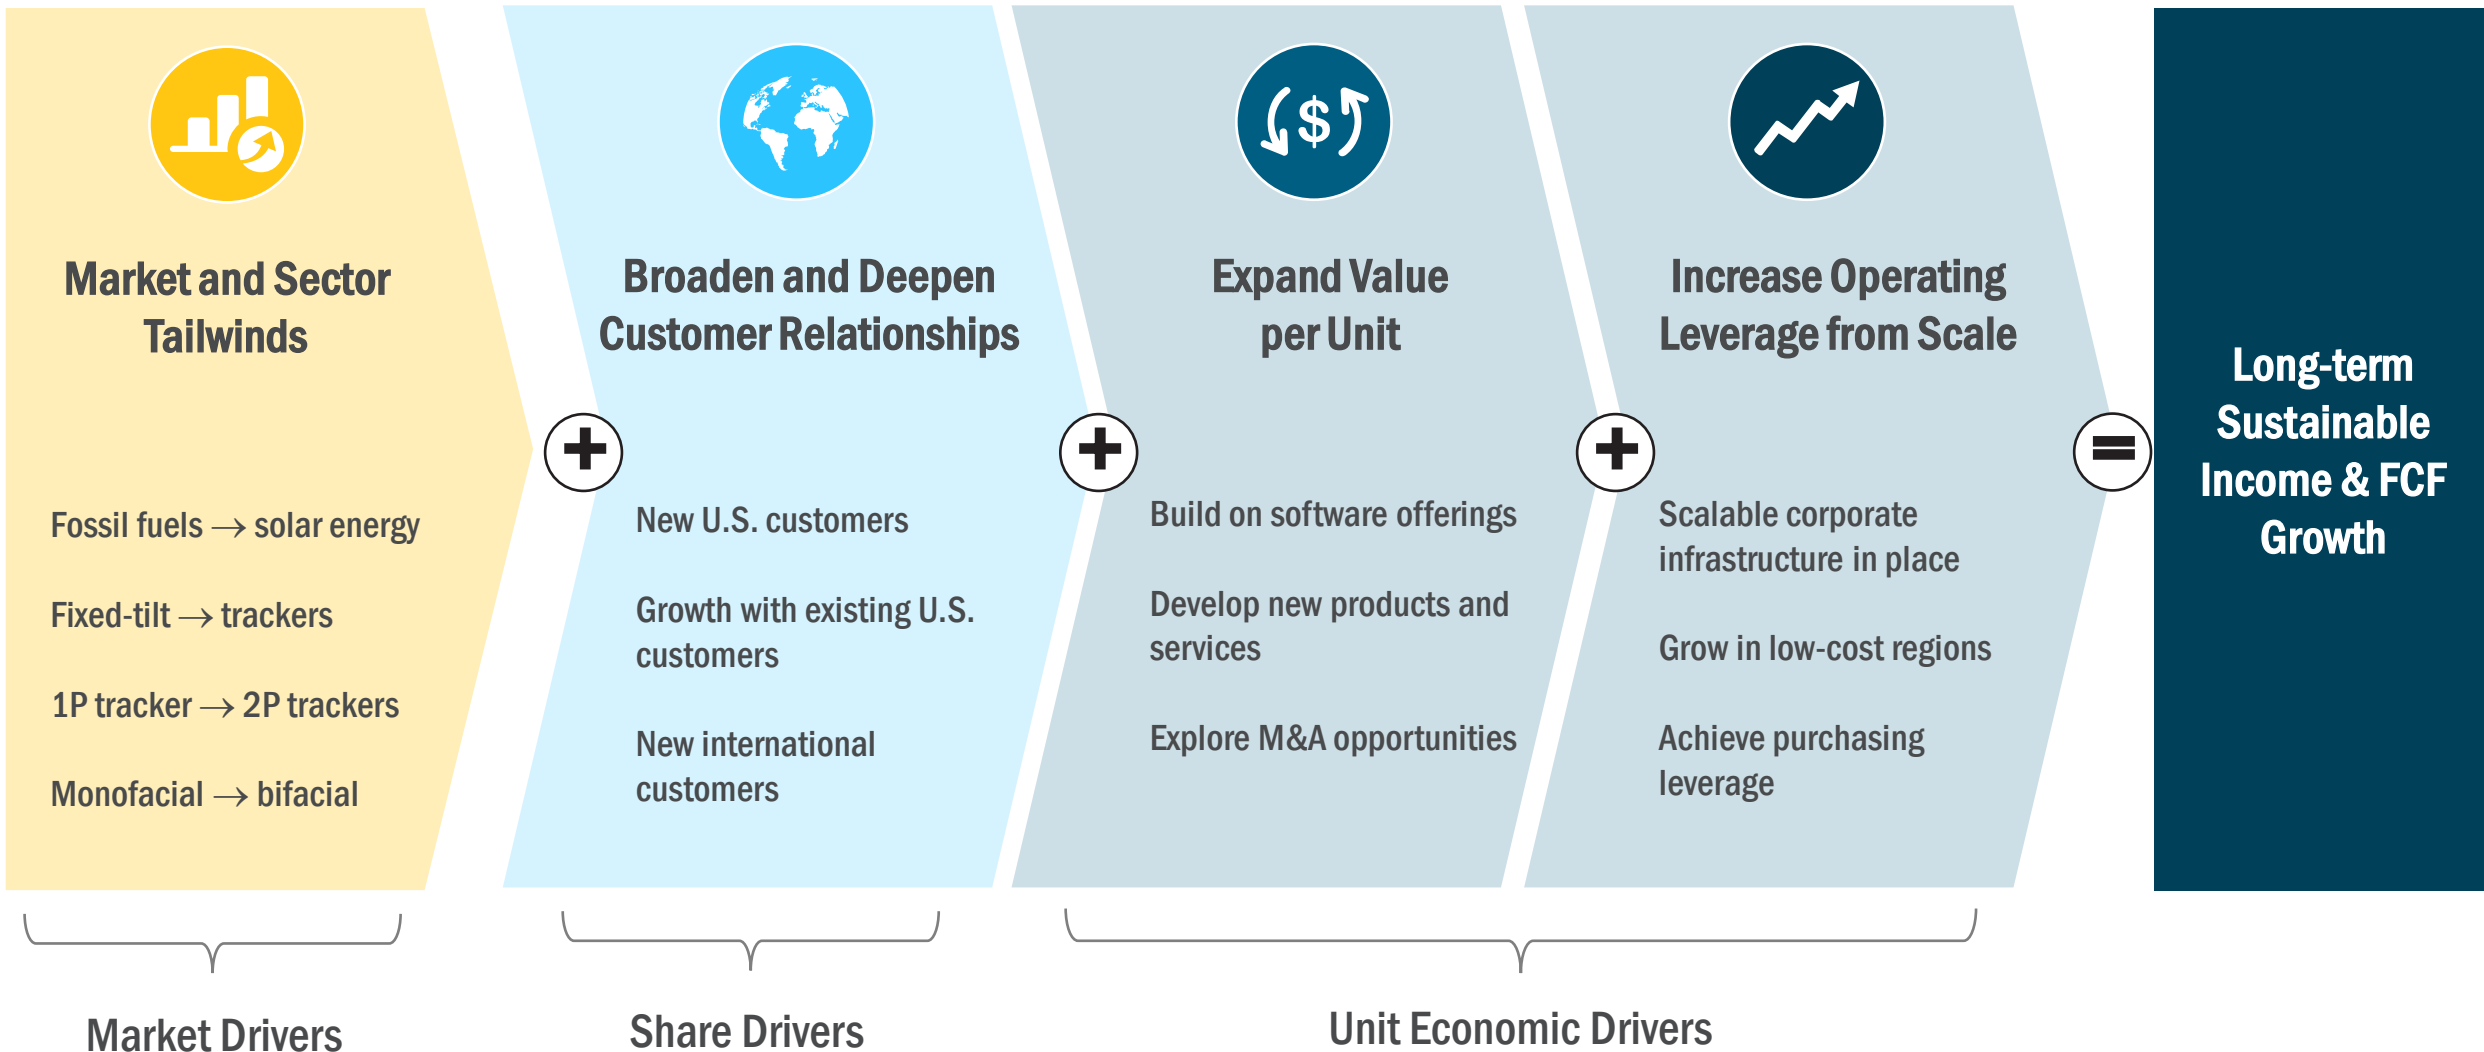 $
Market and Sector
Tailwinds
Fossil fuels → solar energy
Fixed-tilt → trackers
1P tracker → 2P trackers
Monofacial → bifacial
+
Broaden and Deepen
Customer Relationships
New U.S. customers
Growth with existing U.S.
customers
New international
customers
+
Expand Value
per Unit
Build on software offerings
Develop new products and
services
Explore M&A opportunities
+
Increase Operating
Leverage from Scale
Scalable corporate
infrastructure in place
Grow in low-cost regions
Achieve purchasing
leverage
=
Long-term
Sustainable
Income & FCF
Growth
Market Drivers
Share Drivers
Unit Economic Drivers